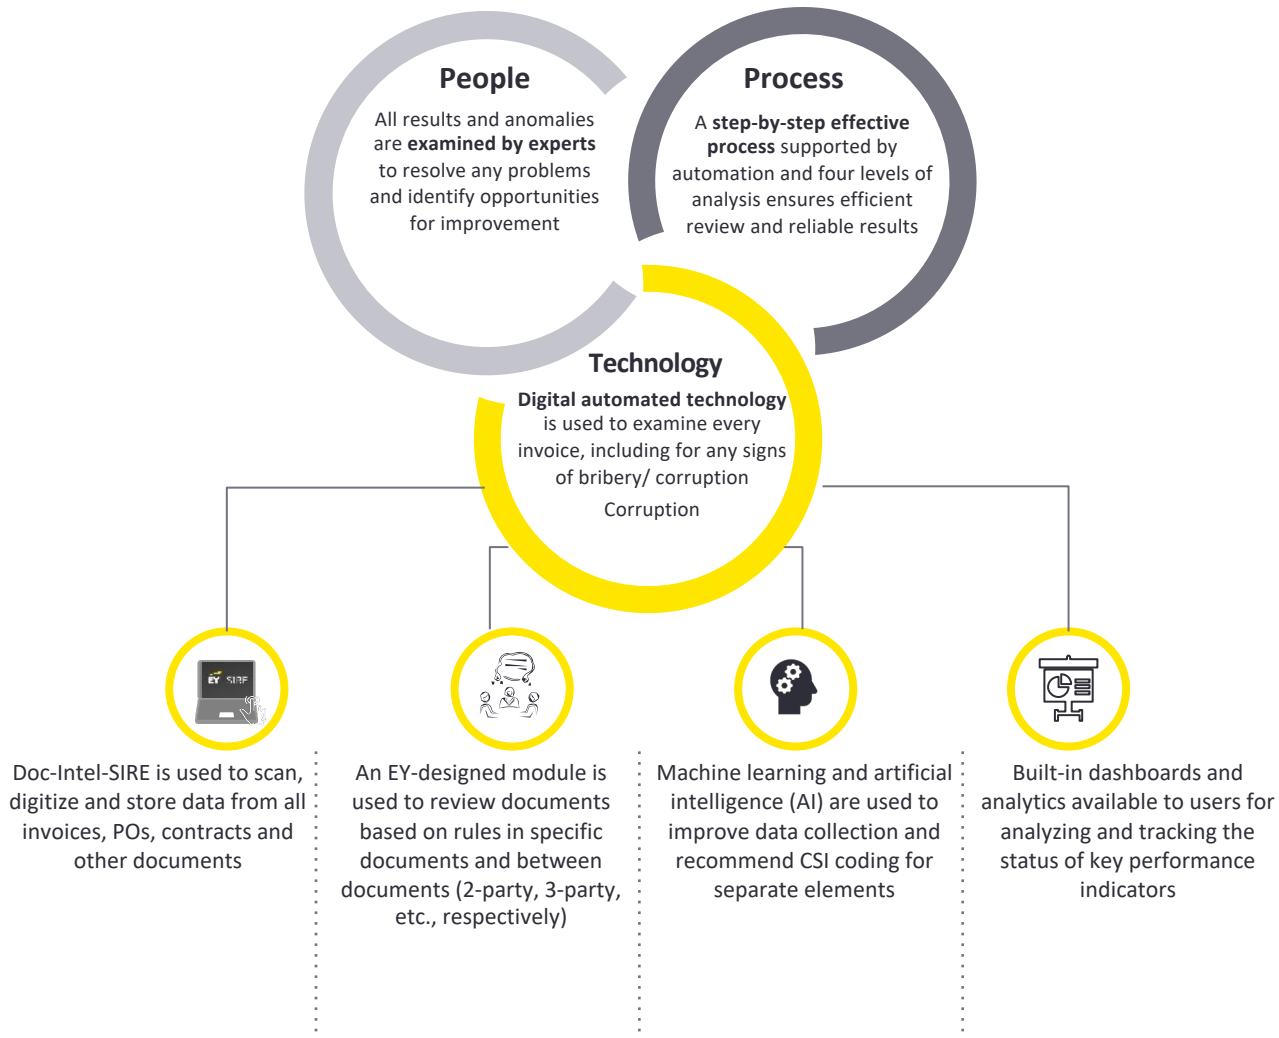 People
All results and anomalies
are examined by experts
to resolve any problems
and identify opportunities
for improvement
Process
A step-by-step effective
process supported by
automation and four levels of
analysis ensures efficient
review and reliable results
Technology
Digital automated technology
is used to examine every
invoice, including for any signs
of bribery/ corruption
Corruption
EY SIRE
Doc-Intel-SIRE is used to scan,
digitize and store data from all
invoices, POs, contracts and
other documents
An EY-designed module is
used to review documents
based on rules in specific
documents and between
documents (2-party, 3-party,
etc., respectively)
Machine learning and artificial
intelligence (AI) are used to
improve data collection and
recommend CSI coding for
separate elements
Built-in dashboards and
analytics available to users for
analyzing and tracking the
status of key performance
indicators